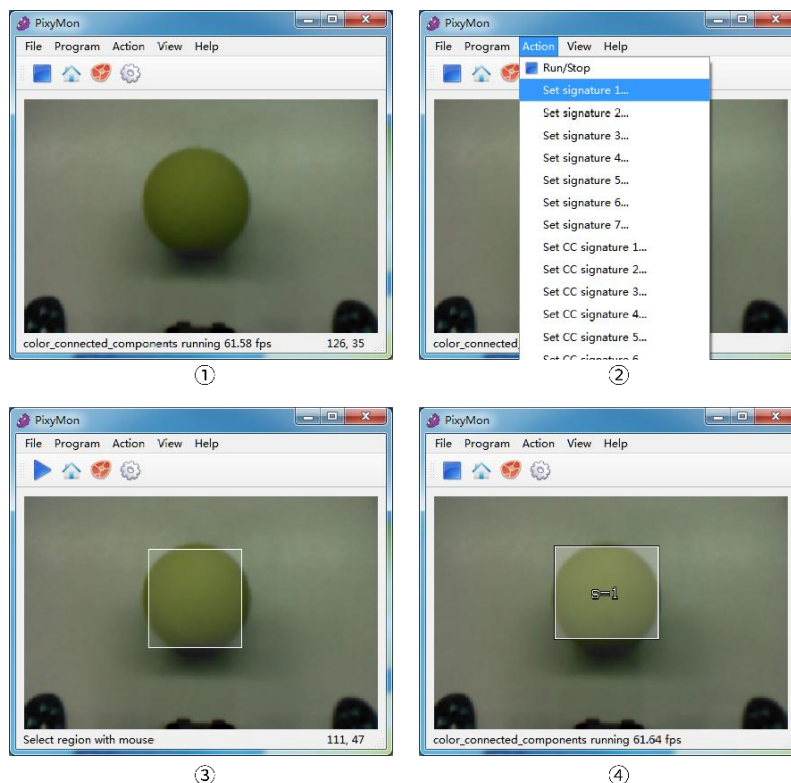 PixyMon
File Program Action View Help
color_connected_components running 61.58 fps 126, 35
①
PixyMon
File Program Action View Help
Run/Stop
Set signature 1...
Set signature 2...
Set signature 3...
Set signature 4...
Set signature 5...
Set signature 6...
Set signature 7...
Set CC signature 1...
Set CC signature 2...
Set CC signature 3...
Set CC signature 4...
Set CC signature 5...
Set CC signature 6
color_connected
②
PixyMon
File Program Action View Help
Select region with mouse 111, 47
③
PixyMon
File Program Action View Help
s=1
color_connected_components running 61.64 fps
④